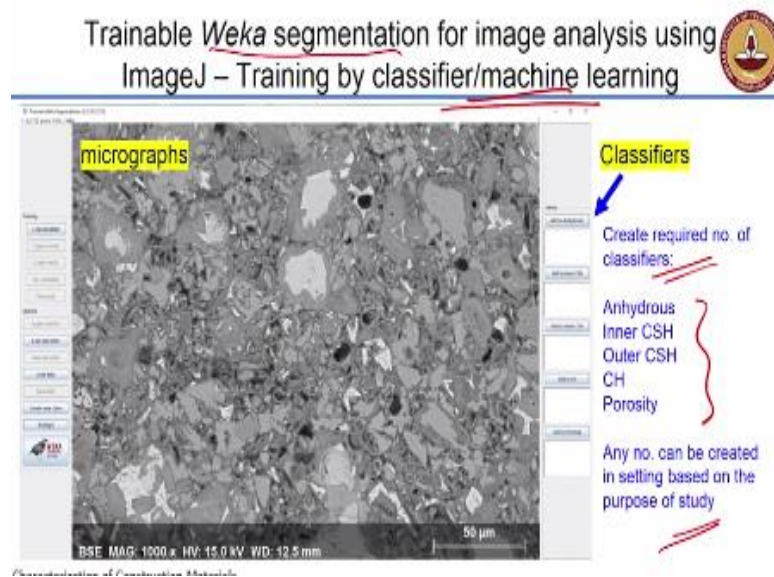 Trainable Weka segmentation for image analysis using
ImageJ – Training by classifier/machine learning
micrographs
Classifiers
Create required no. of
classifiers:
Anhydrous
Inner CSH
Outer CSH
CH
Porosity
Any no. can be created
in setting based on the
purpose of study
50 µm
BSE MAG: 1000 x HV: 15.0 kV WD: 12.5 mm
Characterization of Construction Materials